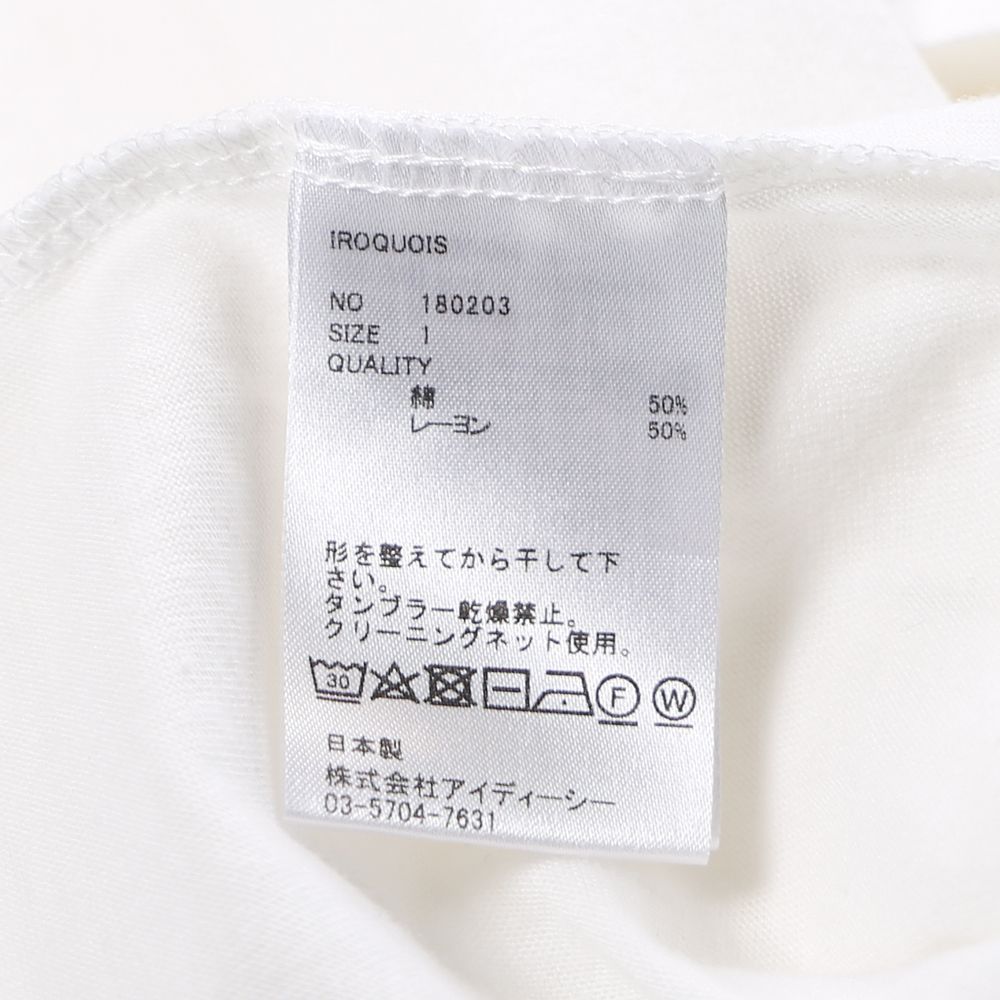 IROQUOIS
NO 180203
SIZE 1
QUALITY
綿 50%
レーヨン 50%
形を整えてから干して下
さい。
タンブラー乾燥禁止。
クリーニングネット使用。
30 F W
日本製
株式会社アイディーシー
03-5704-7631